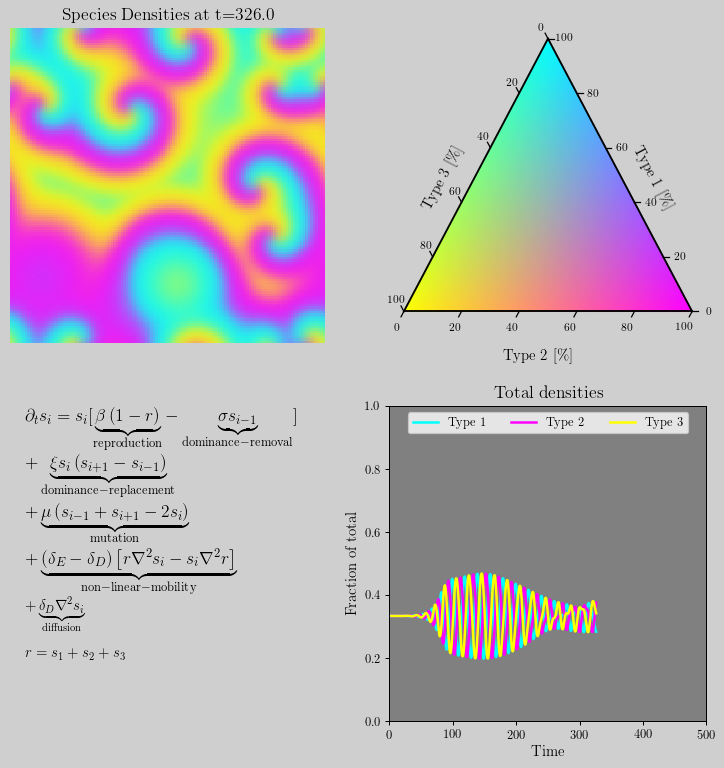 Species Densities at t=326.0
0
100
20
80
40
60
Type 3 [%]
Type 1 [%]
60
40
80
20
100
0
0
20
40
60
80
100
Type 2 [%]
∂ₜsᵢ = sᵢ[ β (1 − r) − σsᵢ₋₁ ]
reproduction dominance−removal
+ ξsᵢ (sᵢ₊₁ − sᵢ₋₁)
dominance−replacement
+ μ (sᵢ₋₁ + sᵢ₊₁ − 2sᵢ)
mutation
+ (δ_E − δ_D) [r∇²sᵢ − sᵢ∇²r]
non−linear−mobility
+ δ_D∇²sᵢ
diffusion
r = s₁ + s₂ + s₃
Total densities
Type 1 Type 2 Type 3
1.0
0.8
0.6
0.4
0.2
0.0
Fraction of total
0 100 200 300 400 500
Time